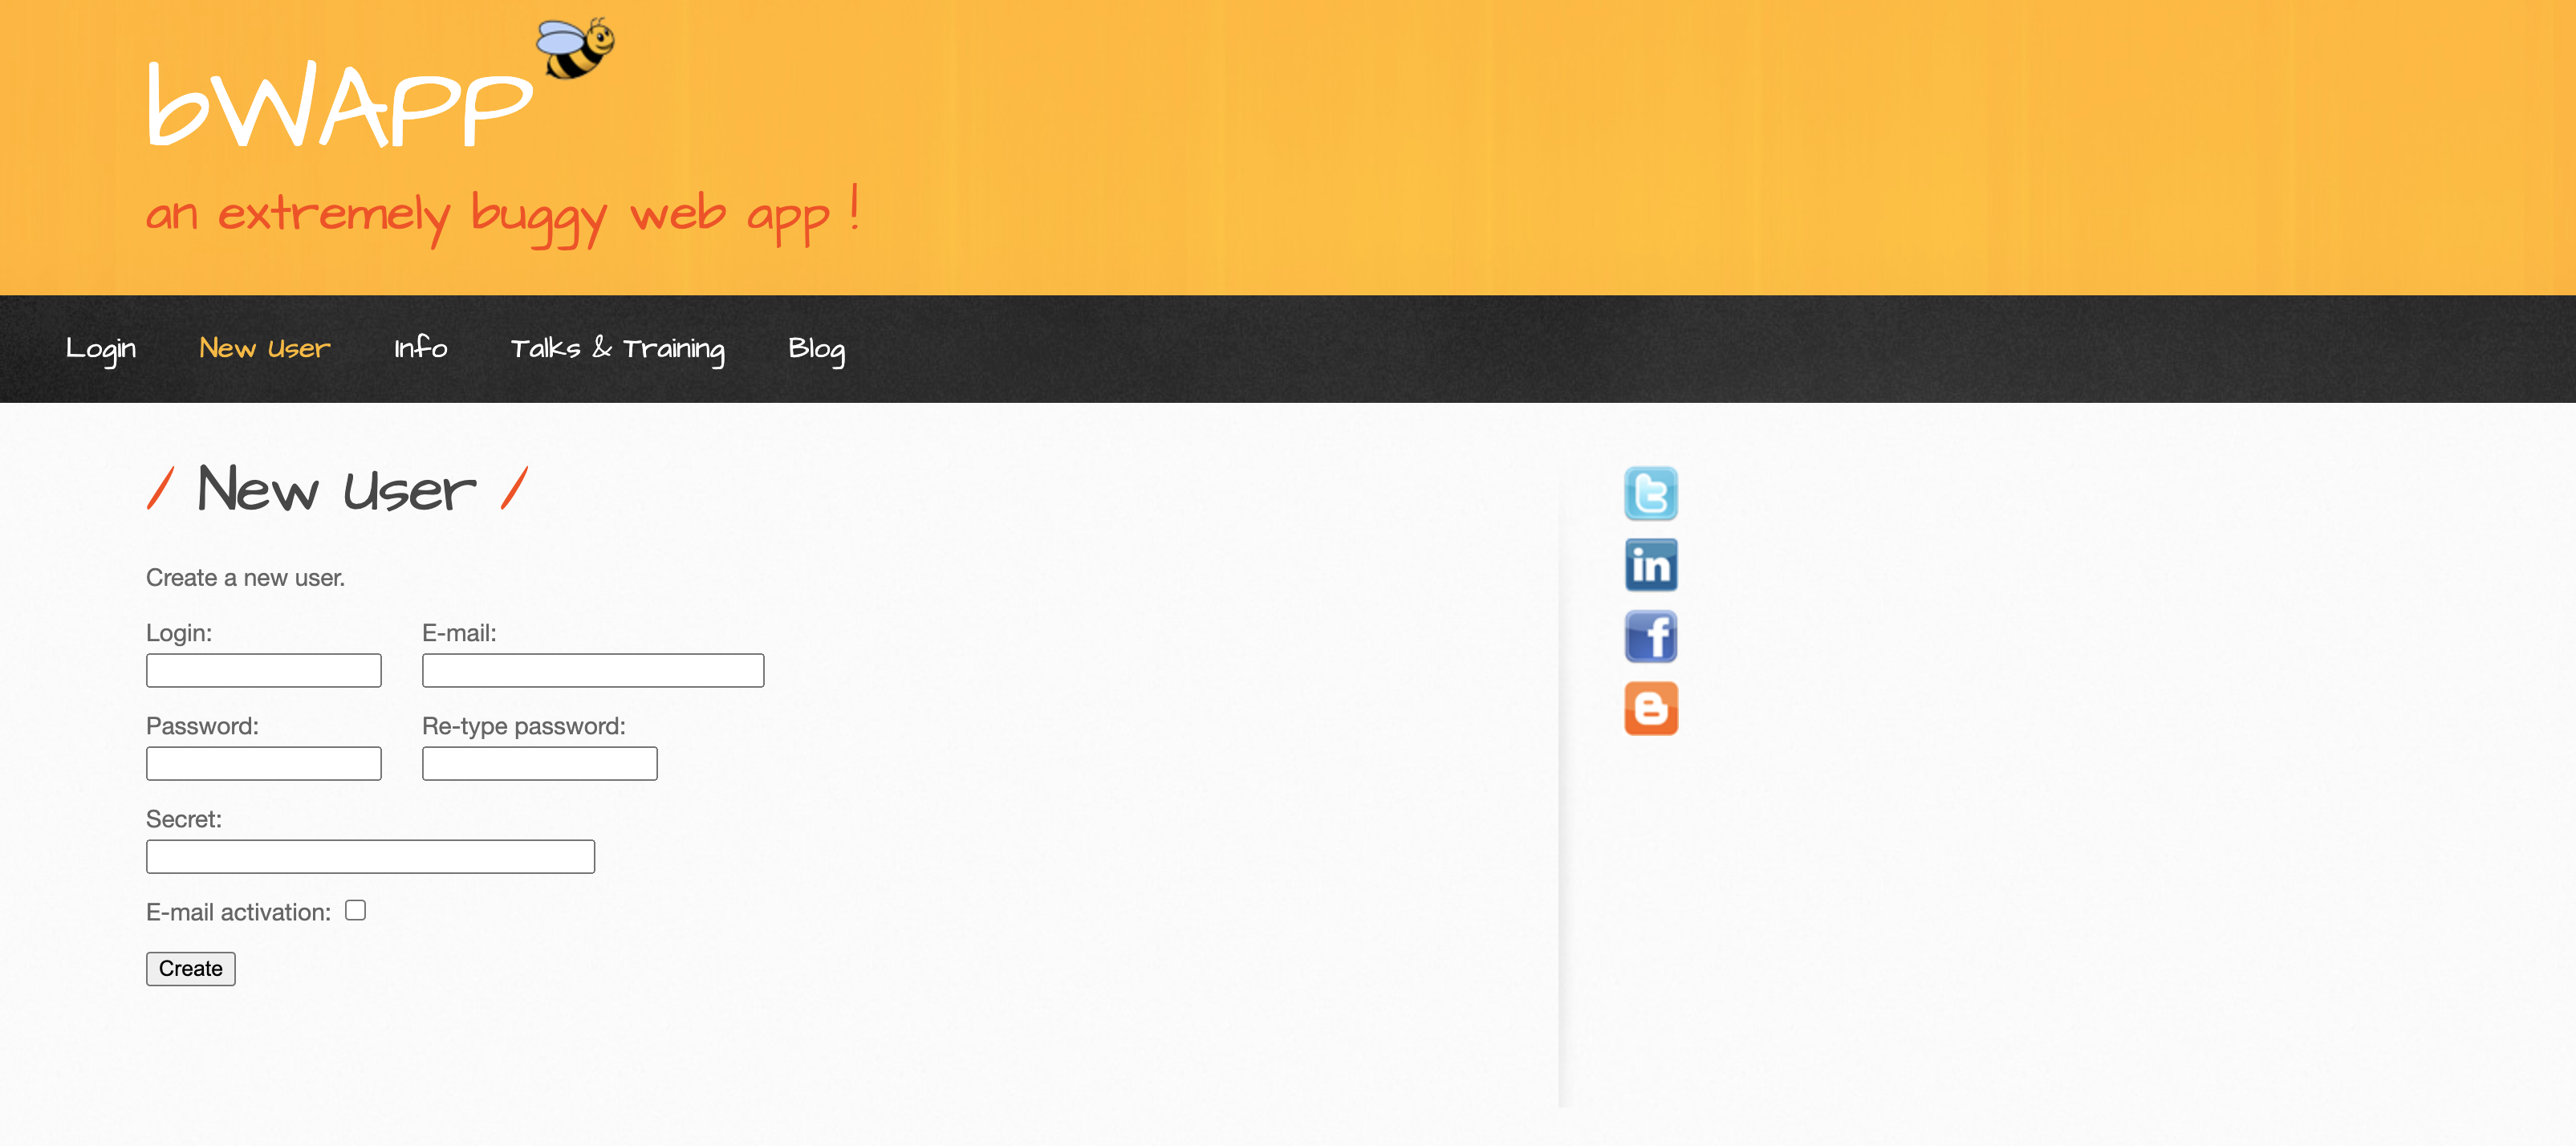 bWAPP
an extremely buggy web app !
Login New User Info Talks & Training Blog
/ New User /
Create a new user.
Login: E-mail:
Password: Re-type password:
Secret:
E-mail activation:
Create